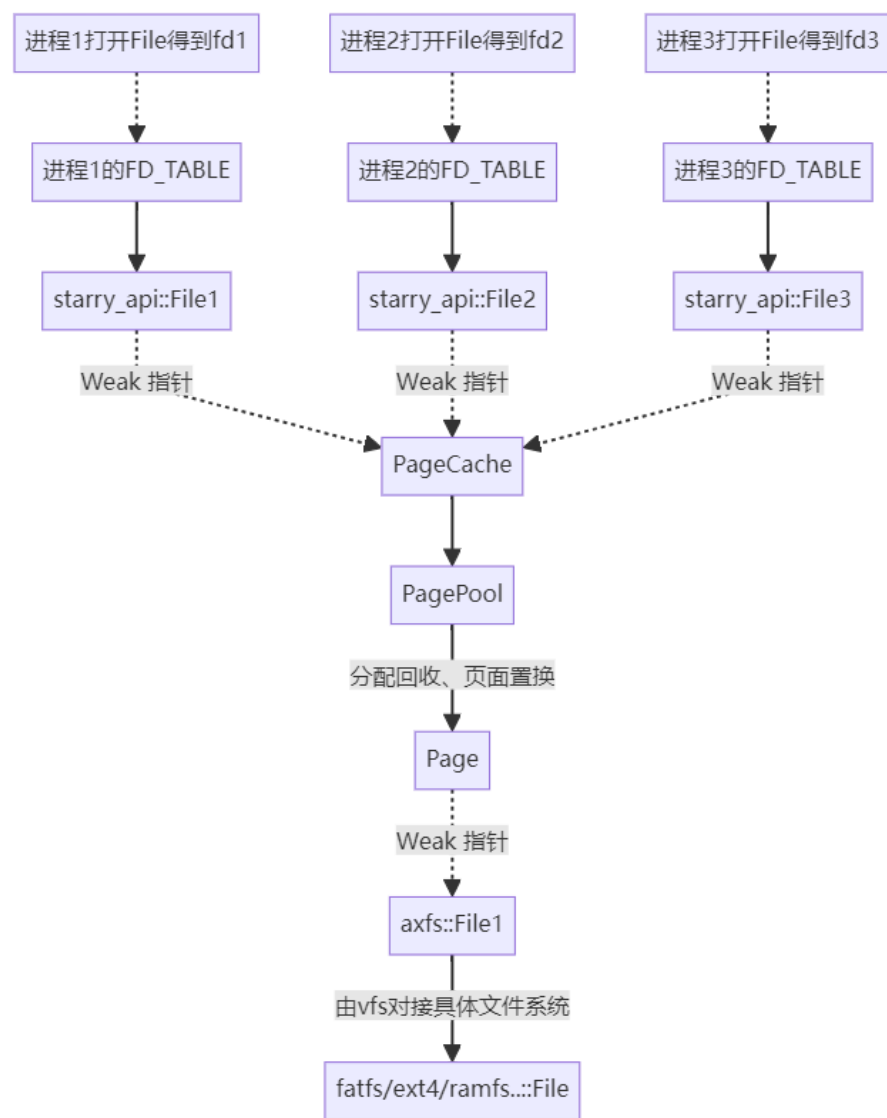 进程1打开File得到fd1
进程2打开File得到fd2
进程3打开File得到fd3
进程1的FD_TABLE
进程2的FD_TABLE
进程3的FD_TABLE
starry_api::File1
starry_api::File2
starry_api::File3
Weak 指针
Weak 指针
Weak 指针
PageCache
PagePool
分配回收、页面置换
Page
Weak 指针
axfs::File1
由vfs对接具体文件系统
fatfs/ext4/ramfs..::File